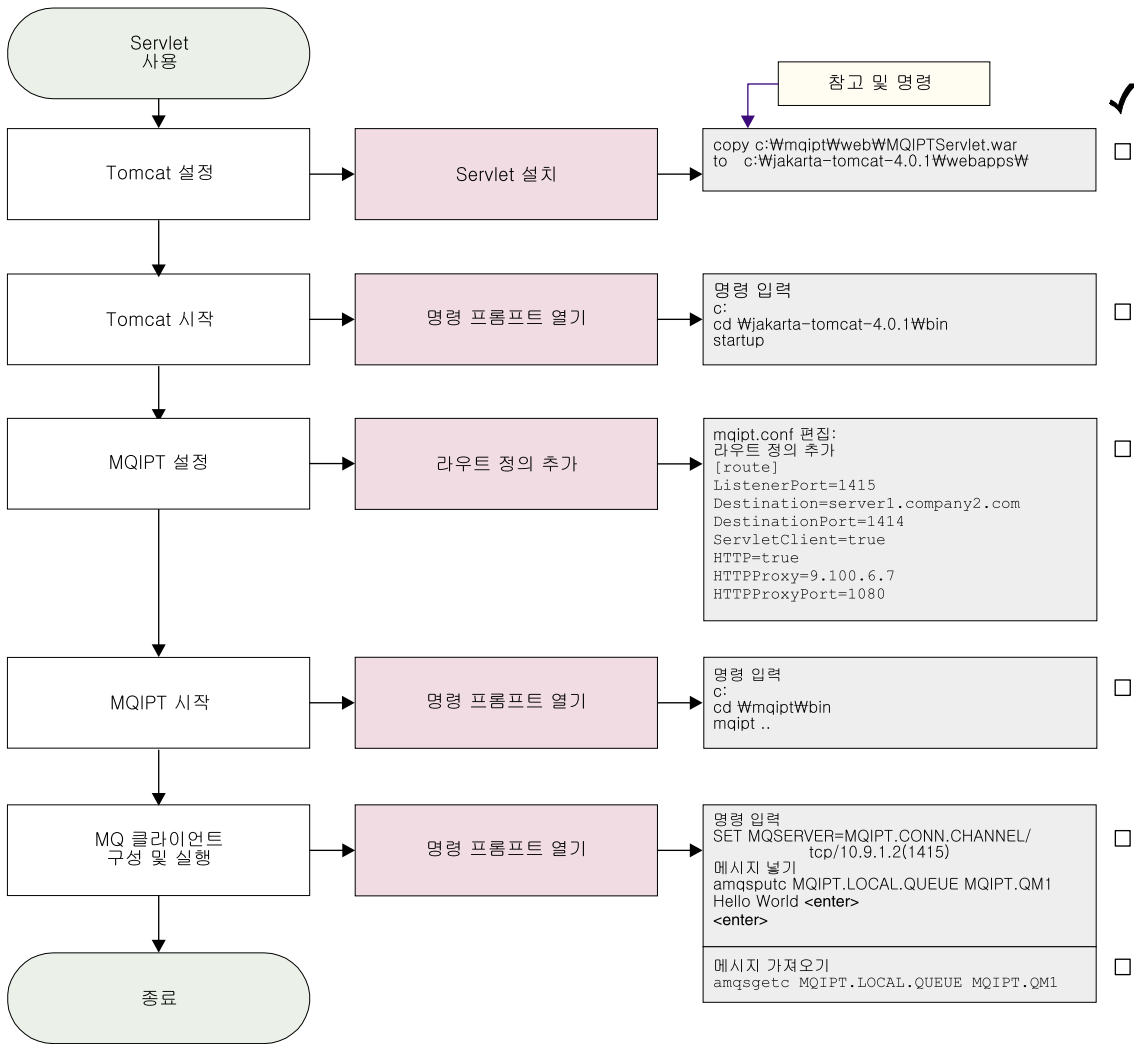 Servlet
사용
참고 및 명령
Tomcat 설정
Servlet 설치
copy c:₩mqipt₩web₩MQIPTServlet.war
to c:₩jakarta-tomcat-4.0.1₩webapps₩
Tomcat 시작
명령 프롬프트 열기
명령 입력
c:
cd ₩jakarta-tomcat-4.0.1₩bin
startup
MQIPT 설정
라우트 정의 추가
mqipt.conf 편집:
라우트 정의 추가
[route]
ListenerPort=1415
Destination=server1.company2.com
DestinationPort=1414
ServletClient=true
HTTP=true
HTTPProxy=9.100.6.7
HTTPProxyPort=1080
MQIPT 시작
명령 프롬프트 열기
명령 입력
c:
cd ₩mqipt₩bin
mqipt ..
MQ 클라이언트
구성 및 실행
명령 프롬프트 열기
명령 입력
SET MQSERVER=MQIPT.CONN.CHANNEL/
tcp/10.9.1.2(1415)
메시지 넣기
amqsputc MQIPT.LOCAL.QUEUE MQIPT.QM1
Hello World <enter>
<enter>
메시지 가져오기
amqsgetc MQIPT.LOCAL.QUEUE MQIPT.QM1
종료